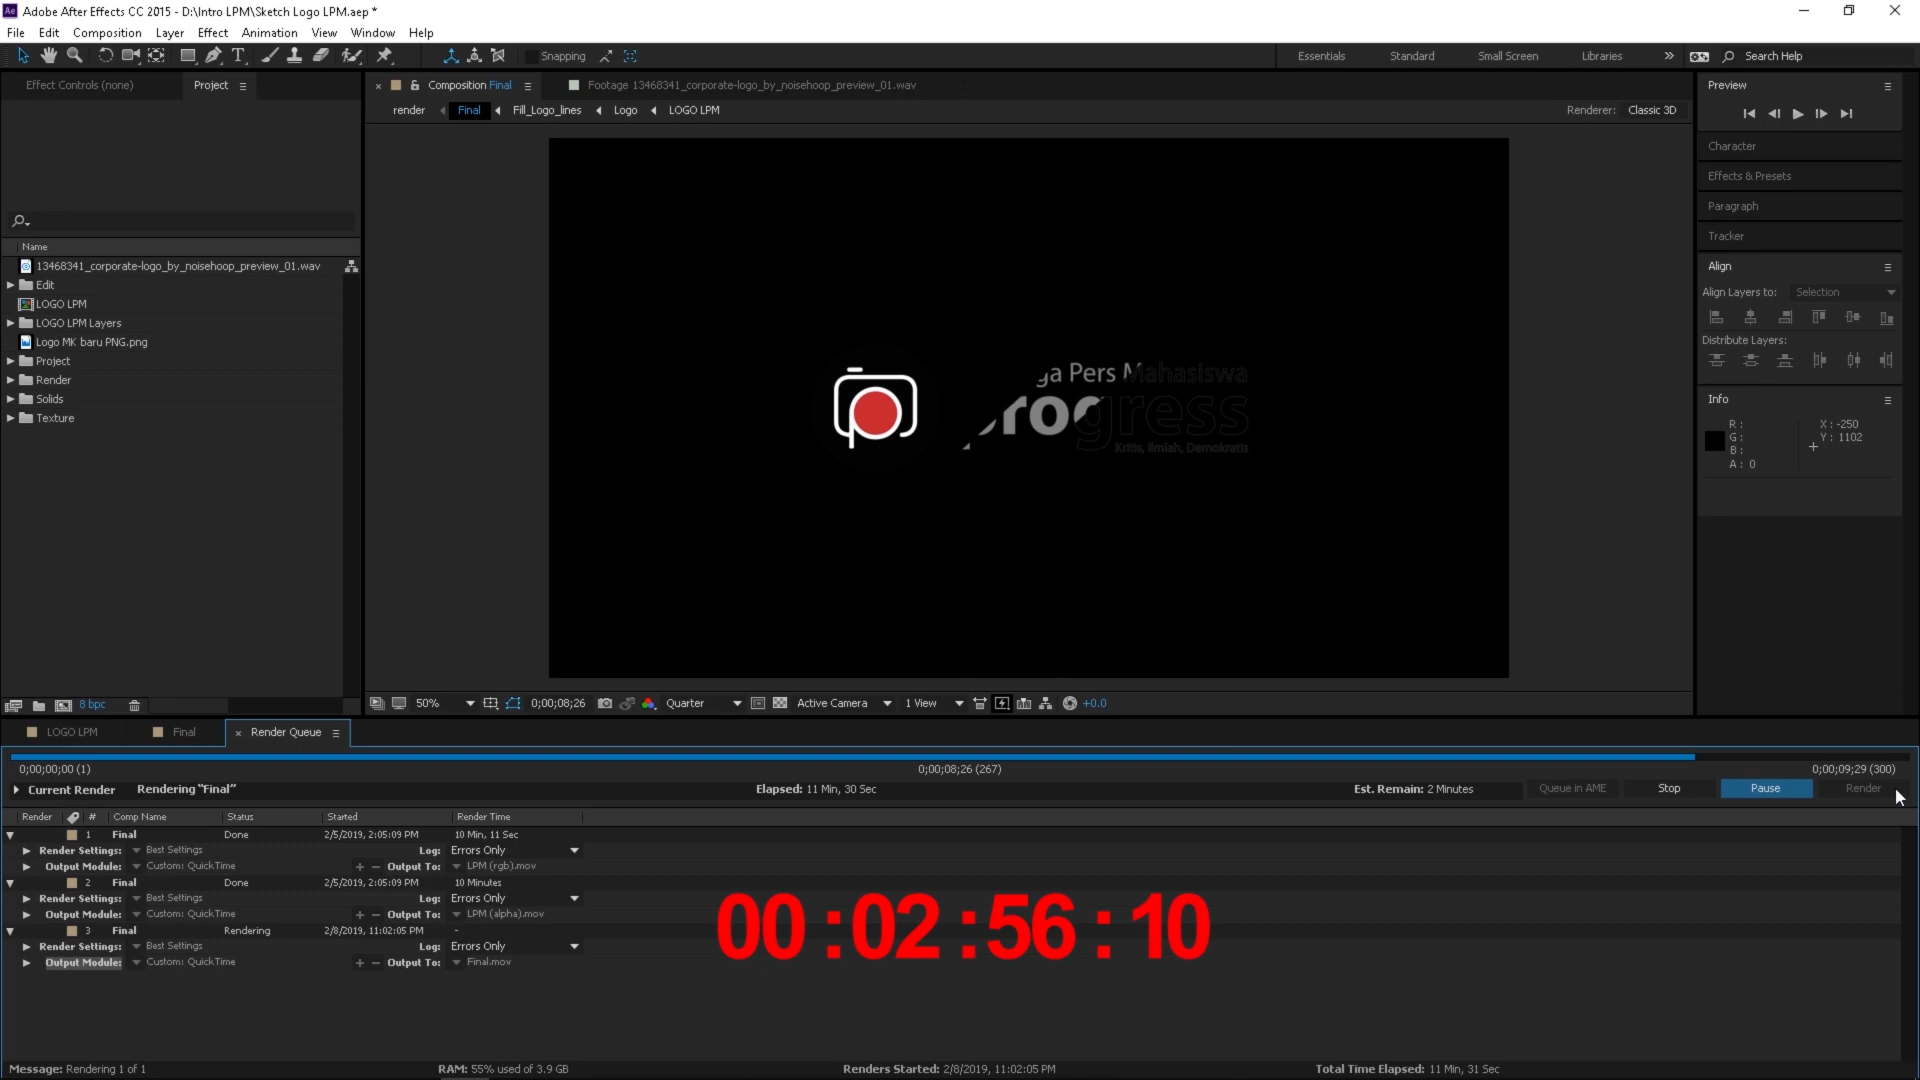 Adobe After Effects CC 2015 - D:\Intro LPM\Sketch Logo LPM.aep *
File Edit Composition Layer Effect Animation View Window Help
Snapping
Essentials Standard Small Screen Libraries Search Help
Effect Controls (none) Project
Composition Final Footage 13468341_corporate-logo_by_noisehoop_preview_01.wav
render Final Fill_Logo_lines Logo LOGO LPM
Renderer: Classic 3D
Preview
Character
Effects & Presets
Paragraph
Tracker
Align
Align Layers to: Selection
Distribute Layers:
Info
R :
G :
B :
A : 0
X : -250
Y : 1102
Name
13468341_corporate-logo_by_noisehoop_preview_01.wav
Edit
LOGO LPM
LOGO LPM Layers
Logo MK baru PNG.png
Project
Render
Solids
Texture
8 bpc
ga Pers Mahasiswa
progress
Kritis, Ilmiah, Demokratis
50% 0;00;08;26 Quarter Active Camera 1 View +0.0
LOGO LPM Final Render Queue
0;00;00;00 (1) 0;00;08;26 (267) 0;00;09;29 (300)
Current Render Rendering "Final" Elapsed: 11 Min, 30 Sec Est. Remain: 2 Minutes Queue in AME Stop Pause Render
Render # Comp Name Status Started Render Time
1 Final Done 2/5/2019, 2:05:09 PM 10 Min, 11 Sec
Render Settings: Best Settings Log: Errors Only
Output Module: Custom: QuickTime + − Output To: LPM (rgb).mov
2 Final Done 2/5/2019, 2:05:09 PM 10 Minutes
Render Settings: Best Settings Log: Errors Only
Output Module: Custom: QuickTime + − Output To: LPM (alpha).mov
3 Final Rendering 2/8/2019, 11:02:05 PM -
Render Settings: Best Settings Log: Errors Only
Output Module: Custom: QuickTime + − Output To: Final.mov
00 : 02 : 56 : 10
Message: Rendering 1 of 1 RAM: 55% used of 3.9 GB Renders Started: 2/8/2019, 11:02:05 PM Total Time Elapsed: 11 Min, 31 Sec